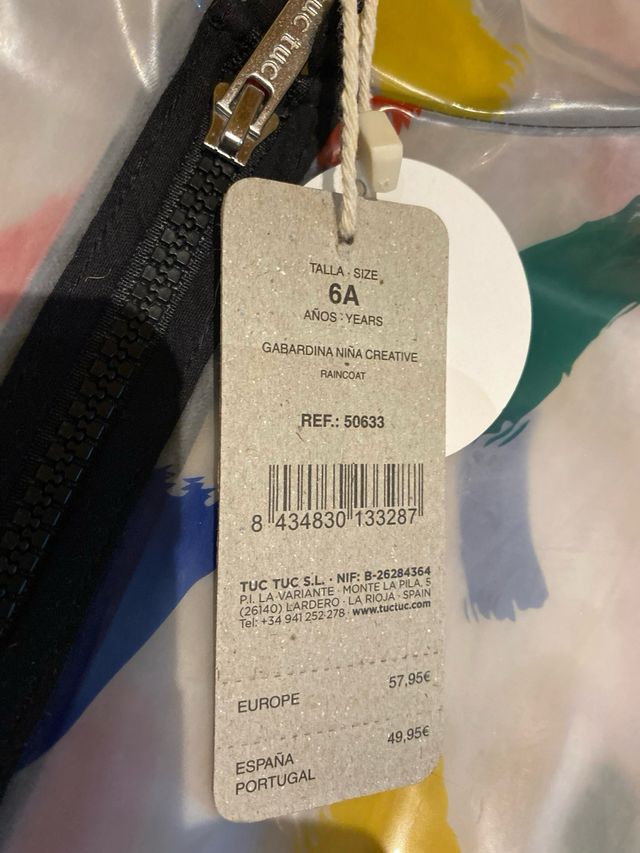 tuc tuc
TALLA · SIZE
6A
AÑOS · YEARS
GABARDINA NIÑA CREATIVE
RAINCOAT
REF.: 50633
8 434830 133287
TUC TUC S.L. · NIF: B-26284364
P.I. LA VARIANTE · MONTE LA PILA, 5
(26140) LARDERO · LA RIOJA · SPAIN
Tel: +34 941 252 278 · www.tuctuc.com
EUROPE 57,95€
ESPAÑA 49,95€
PORTUGAL